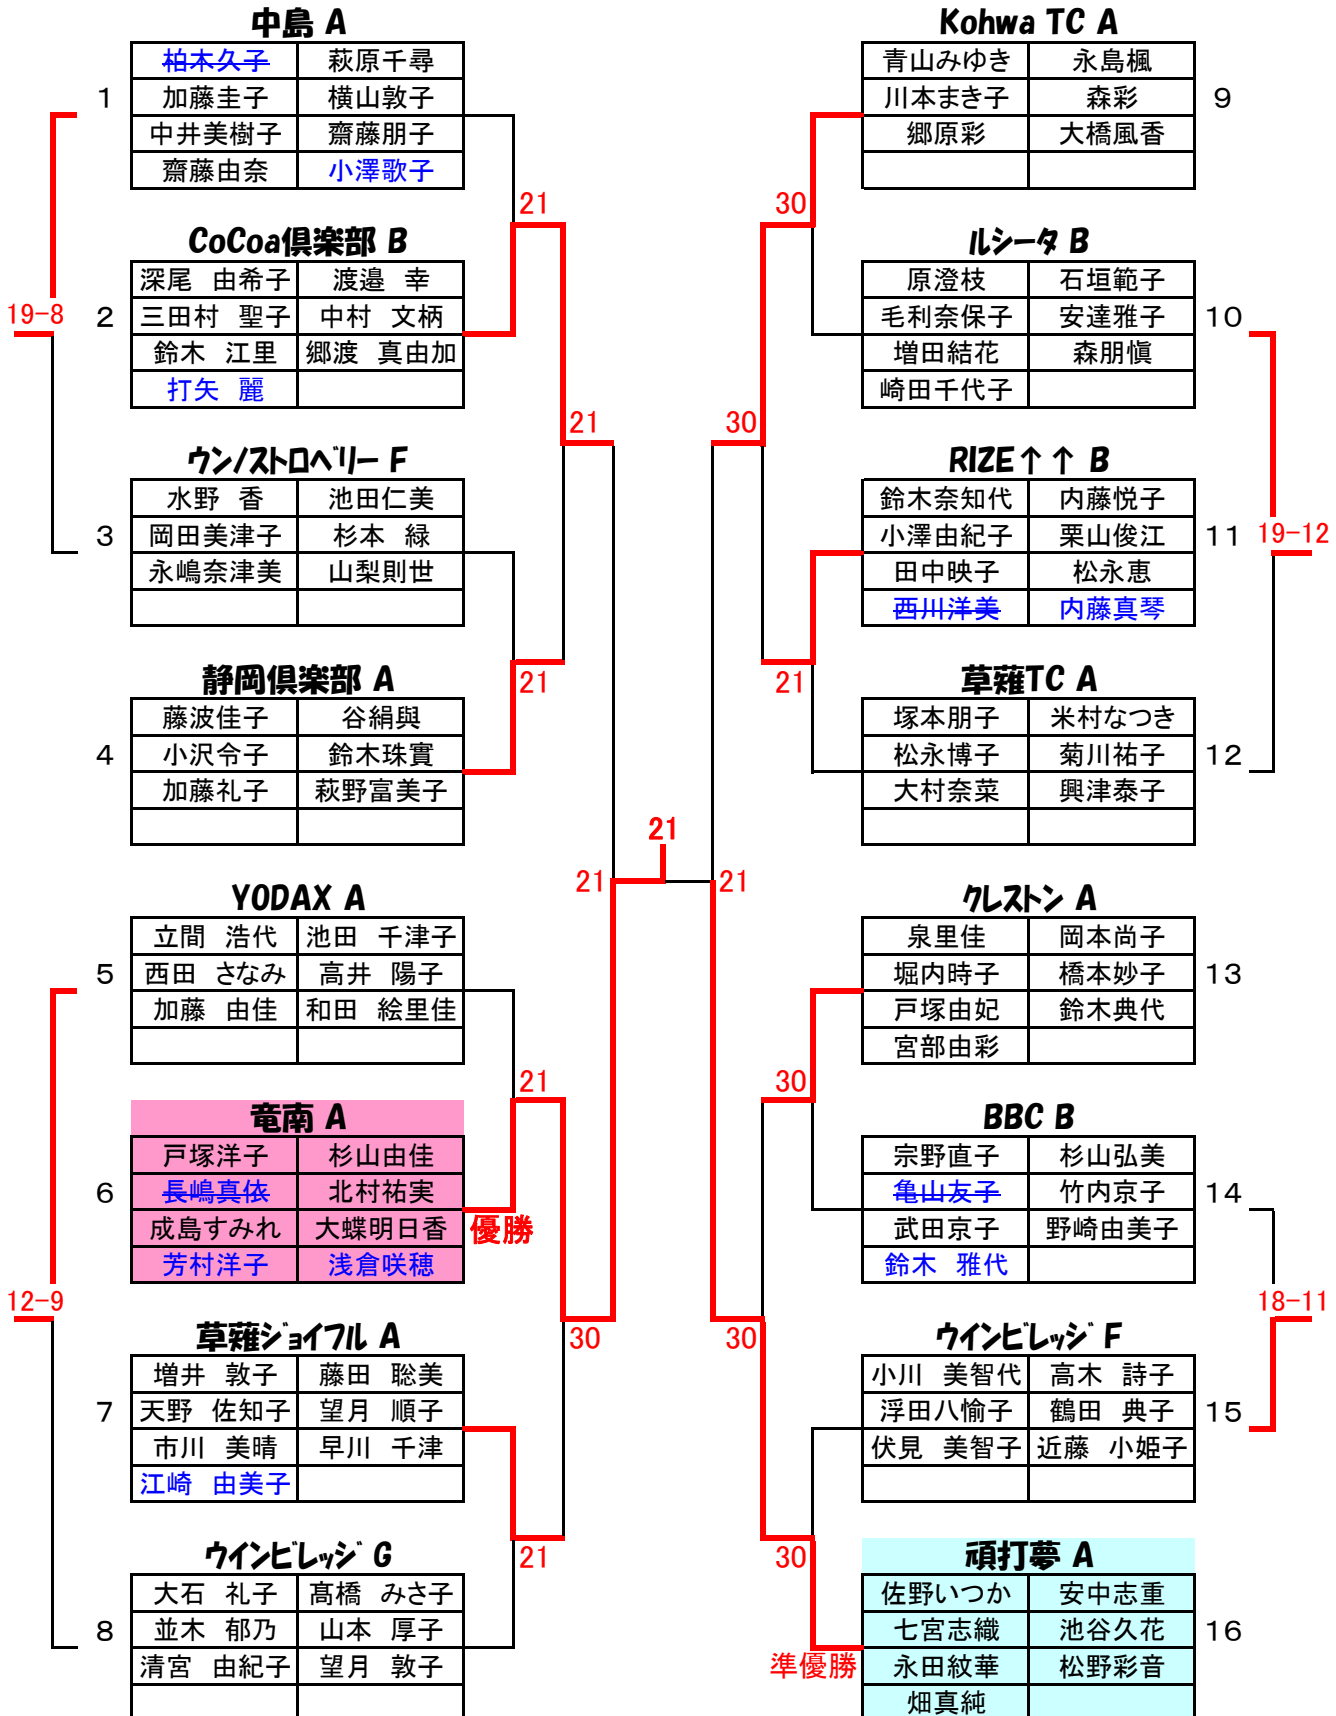 中島 A
柏木久子 萩原千尋
1 加藤圭子 横山敦子
中井美樹子 齋藤朋子
齋藤由奈 小澤歌子
21
CoCoa倶楽部 B
深尾 由希子 渡邉 幸
19-8 2 三田村 聖子 中村 文柄
鈴木 江里 郷渡 真由加
打矢 麗
21
ウンノストロベリー F
水野 香 池田仁美
3 岡田美津子 杉本 緑
永嶋奈津美 山梨則世
21
静岡倶楽部 A
藤波佳子 谷絹與
4 小沢令子 鈴木珠實
加藤礼子 萩野富美子
21
21
YODAX A
立間 浩代 池田 千津子
5 西田 さなみ 高井 陽子
加藤 由佳 和田 絵里佳
21
竜南 A
戸塚洋子 杉山由佳
6 長嶋真依 北村祐実
成島すみれ 大蝶明日香 優勝
芳村洋子 浅倉咲穂
12-9
30
草薙ジョイフル A
増井 敦子 藤田 聡美
7 天野 佐知子 望月 順子
市川 美晴 早川 千津
江崎 由美子
21
ウインビレッジ G
大石 礼子 髙橋 みさ子
8 並木 郁乃 山本 厚子
清宮 由紀子 望月 敦子
Kohwa TC A
青山みゆき 永島楓
川本まき子 森彩 9
郷原彩 大橋風香
30
ルシータ B
原澄枝 石垣範子
毛利奈保子 安達雅子 10
増田結花 森朋愼
崎田千代子
30
RIZE↑↑ B
鈴木奈知代 内藤悦子
小澤由紀子 栗山俊江 11 19-12
田中映子 松永恵
西川洋美 内藤真琴
21
草薙TC A
塚本朋子 米村なつき
松永博子 菊川祐子 12
大村奈菜 興津泰子
21
クレストン A
泉里佳 岡本尚子
堀内時子 橋本妙子 13
戸塚由妃 鈴木典代
宮部由彩
30
BBC B
宗野直子 杉山弘美
亀山友子 竹内京子 14
武田京子 野崎由美子
鈴木 雅代
18-11
30
ウインビレッジ F
小川 美智代 高木 詩子
浮田八愉子 鶴田 典子 15
伏見 美智子 近藤 小姫子
30
頑打夢 A
佐野いつか 安中志重
七宮志織 池谷久花 16
準優勝 永田紋華 松野彩音
畑真純